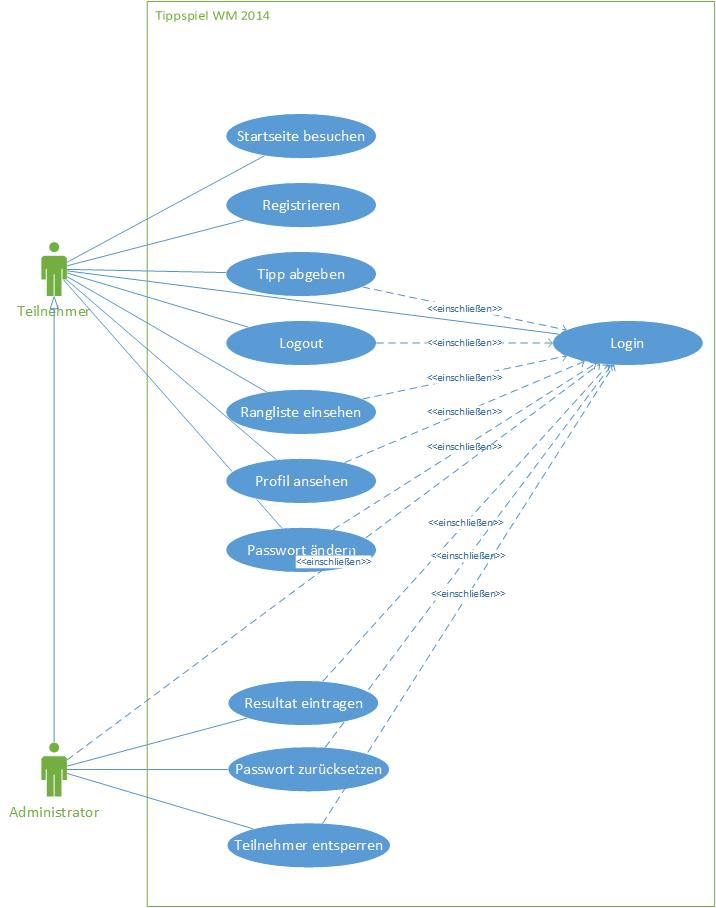 Tippspiel WM 2014
Startseite besuchen
Registrieren
Tipp abgeben
<<einschließen>>
Teilnehmer
Logout
<<einschließen>>
Login
<<einschließen>>
Rangliste einsehen
<<einschließen>>
<<einschließen>>
Profil ansehen
<<einschließen>>
Passwort ändern
<<einschließen>>
<<einschließen>>
<<einschließen>>
Resultat eintragen
Passwort zurücksetzen
Administrator
Teilnehmer entsperren